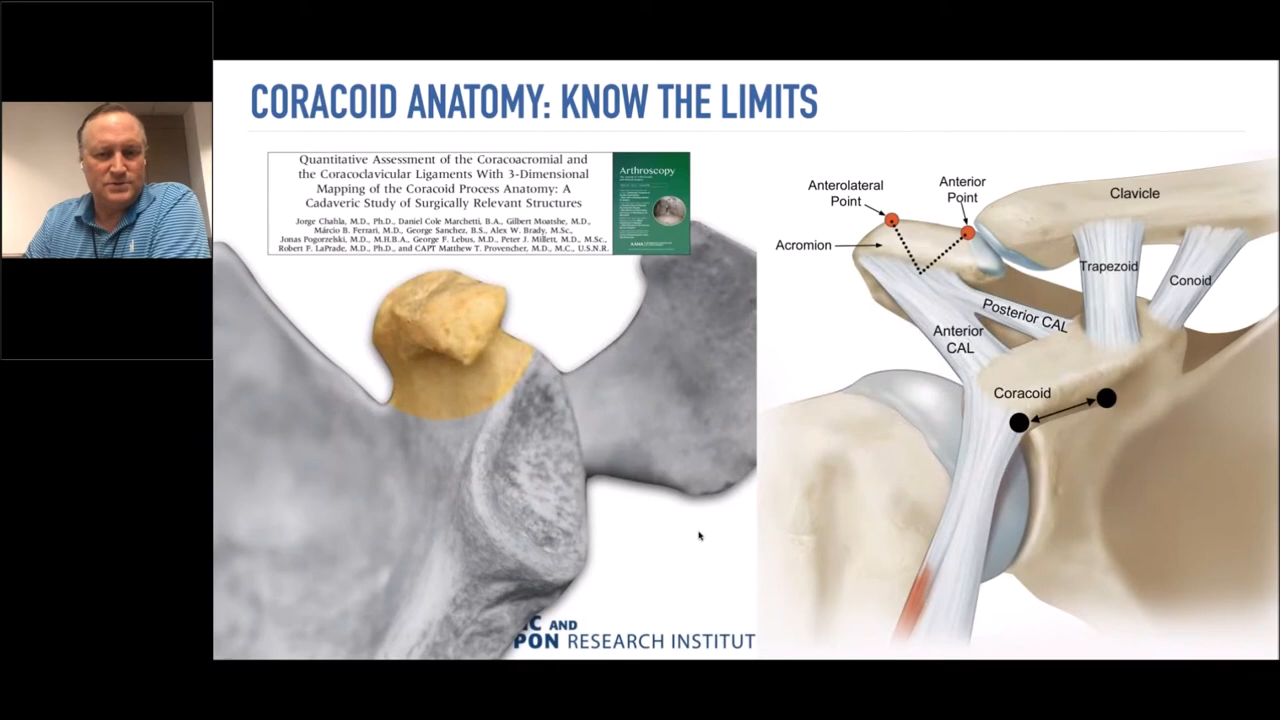 CORACOID ANATOMY: KNOW THE LIMITS
Quantitative Assessment of the Coracoacromial and
the Coracoclavicular Ligaments With 3-Dimensional
Mapping of the Coracoid Process Anatomy: A
Cadaveric Study of Surgically Relevant Structures
Jorge Chahla, M.D., Ph.D., Daniel Cole Marchetti, B.A., Gilbert Moatshe, M.D.,
Márcio B. Ferrari, M.D., George Sanchez, B.S., Alex W. Brady, M.Sc.,
Jonas Pogorzelski, M.D., M.H.B.A., George F. Lebus, M.D., Peter J. Millett, M.D., M.Sc.,
Robert F. LaPrade, M.D., Ph.D., and CAPT Matthew T. Provencher, M.D., M.C., U.S.N.R.
Arthroscopy
Anterolateral
Point
Anterior
Point
Clavicle
Acromion
Trapezoid
Conoid
Posterior CAL
Anterior
CAL
Coracoid
IC AND
PON RESEARCH INSTITUT